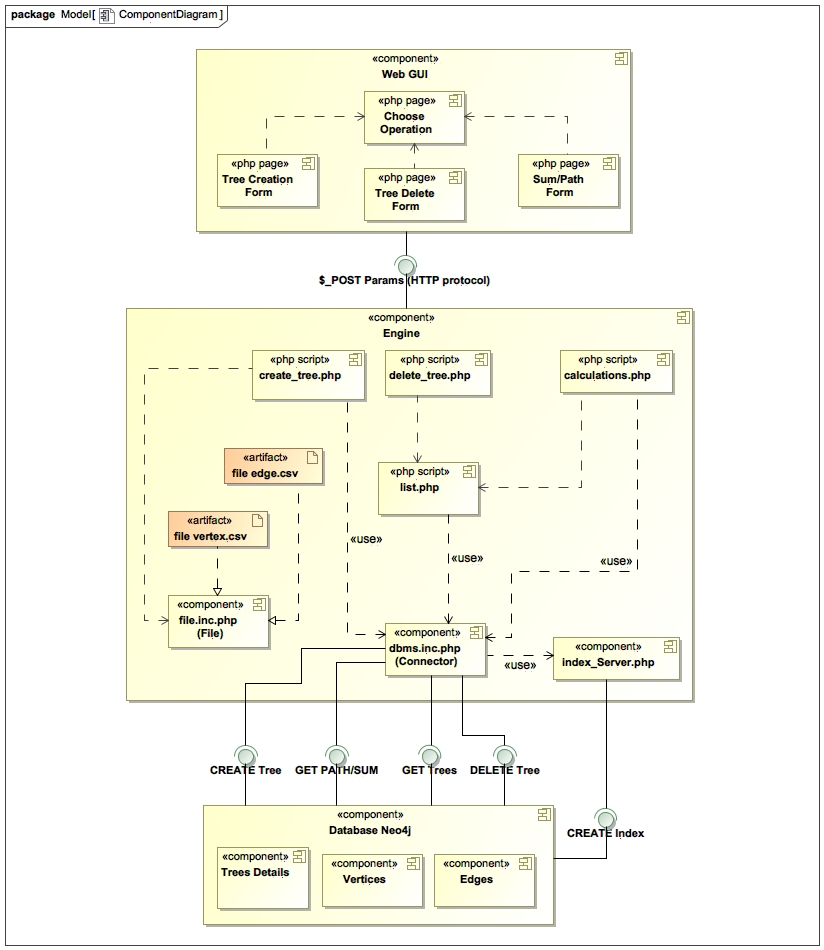 package Model[ ComponentDiagram ]
«component»
Web GUI
«php page»
Choose
Operation
«php page»
Tree Creation
Form
«php page»
Tree Delete
Form
«php page»
Sum/Path
Form
$_POST Params (HTTP protocol)
«component»
Engine
«php script»
create_tree.php
«php script»
delete_tree.php
«php script»
calculations.php
«artifact»
file edge.csv
«php script»
list.php
«artifact»
file vertex.csv
«use»
«use»
«use»
«component»
file.inc.php
(File)
«component»
dbms.inc.php
(Connector)
«use»
«component»
index_Server.php
CREATE Tree
GET PATH/SUM
GET Trees
DELETE Tree
«component»
Database Neo4j
CREATE Index
«component»
Trees Details
«component»
Vertices
«component»
Edges